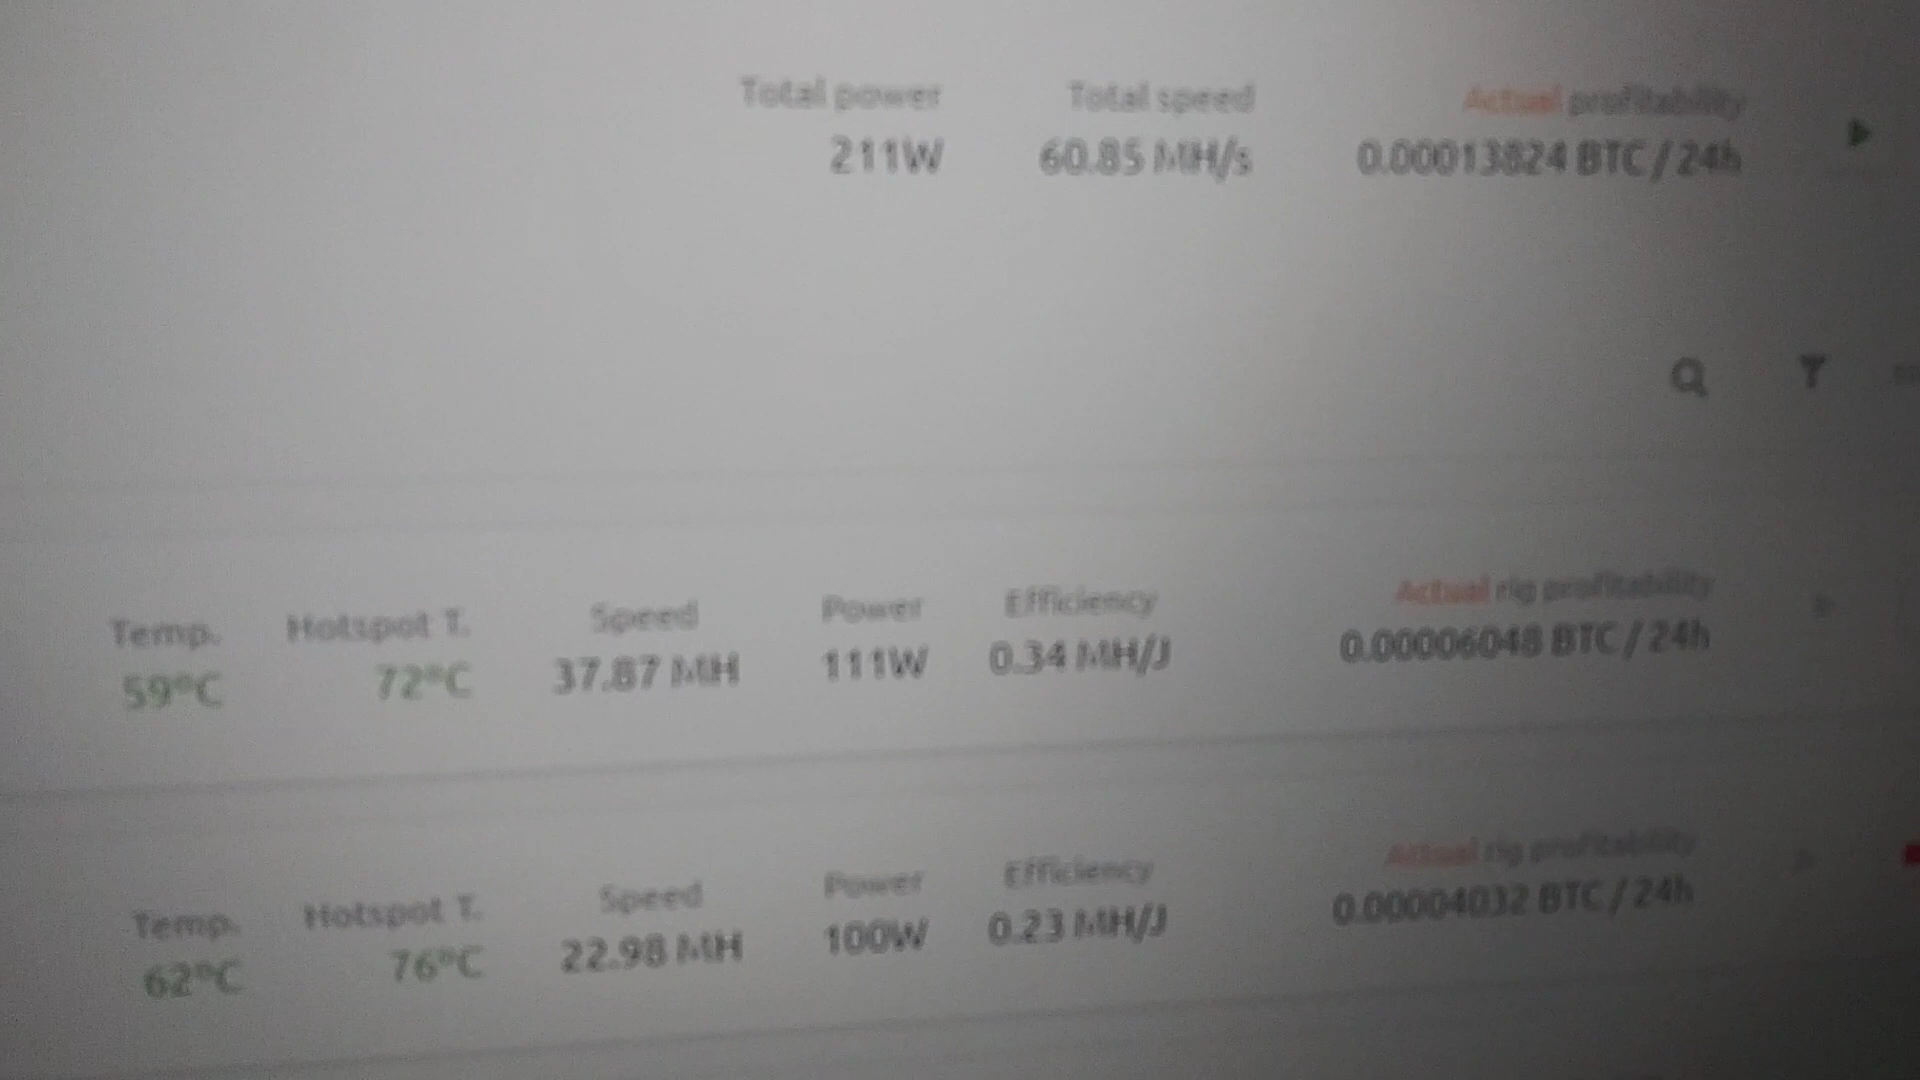 Total power Total speed Actual profitability
211W 60.85 MH/s 0.00013824 BTC / 24h
Temp. Hotspot T. Speed Power Efficiency Actual rig profitability
59°C 72°C 37.87 MH 111W 0.34 MH/J 0.00006048 BTC / 24h
Temp. Hotspot T. Speed Power Efficiency Actual rig profitability
62°C 76°C 22.98 MH 100W 0.23 MH/J 0.00004032 BTC / 24h